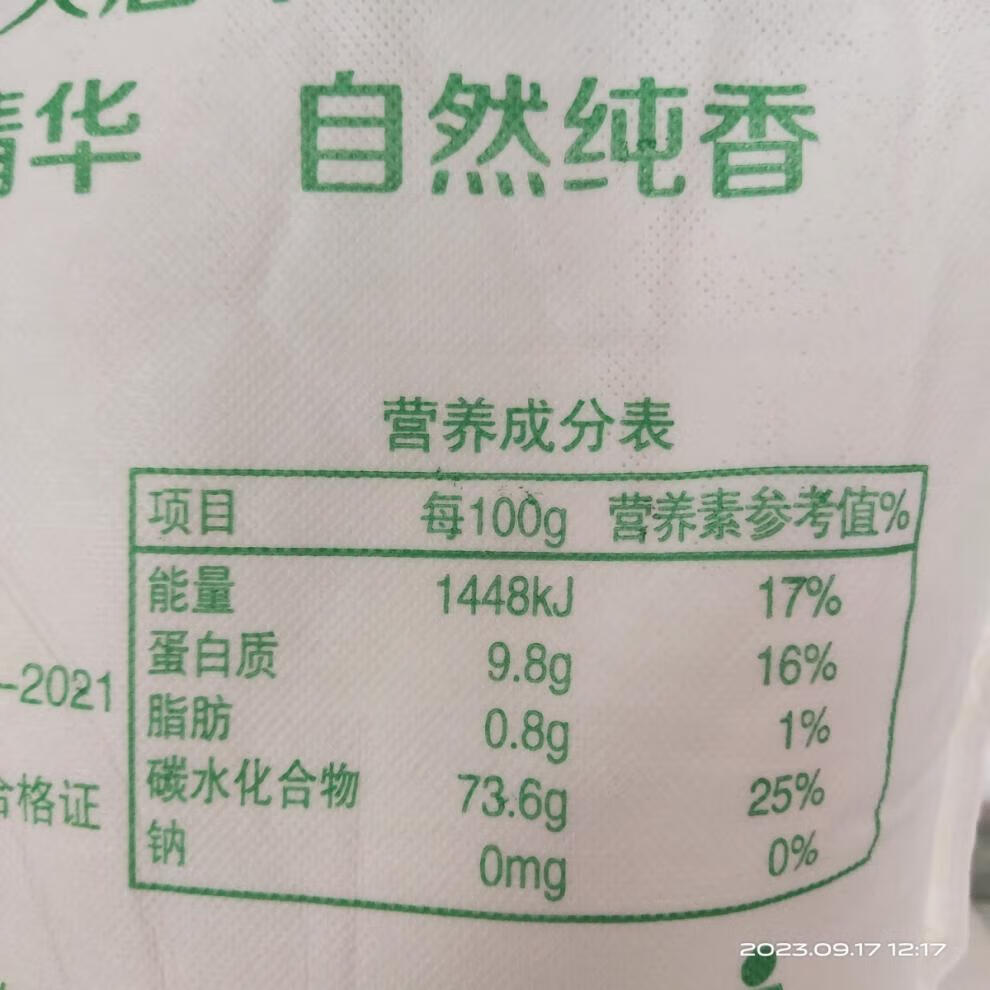 华 自然纯香
营养成分表
项目 每100g 营养素参考值%
能量 1448kJ 17%
蛋白质 9.8g 16%
-2021
脂肪 0.8g 1%
碳水化合物 73.6g 25%
合格证
钠 0mg 0%
2023.09.17 12:17